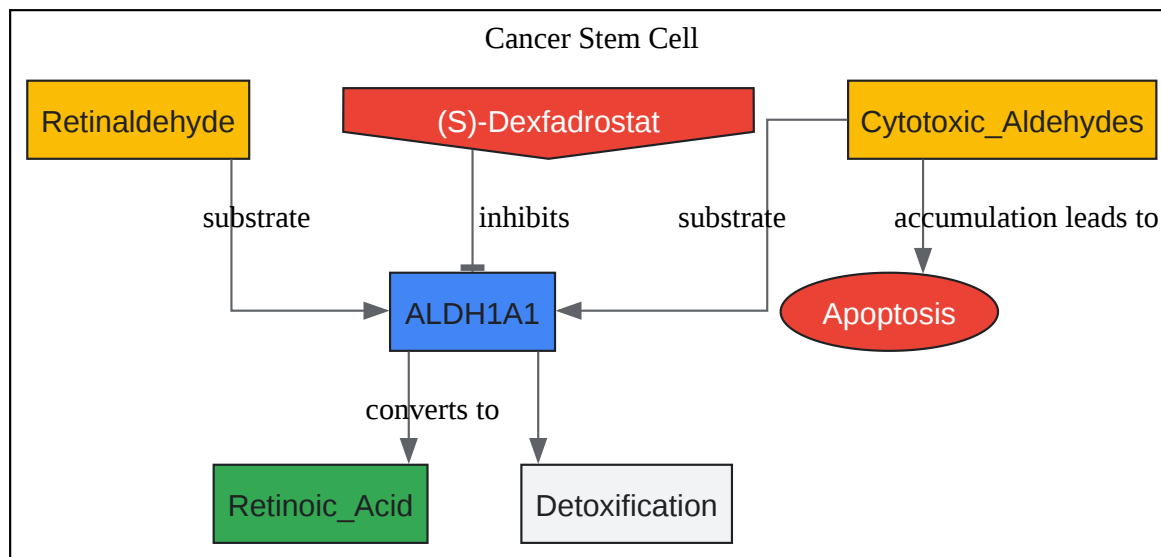 Cancer Stem Cell
Retinaldehyde
(S)-Dexfadrostat
Cytotoxic_Aldehydes
substrate
inhibits
substrate
accumulation leads to
ALDH1A1
Apoptosis
converts to
Retinoic_Acid
Detoxification